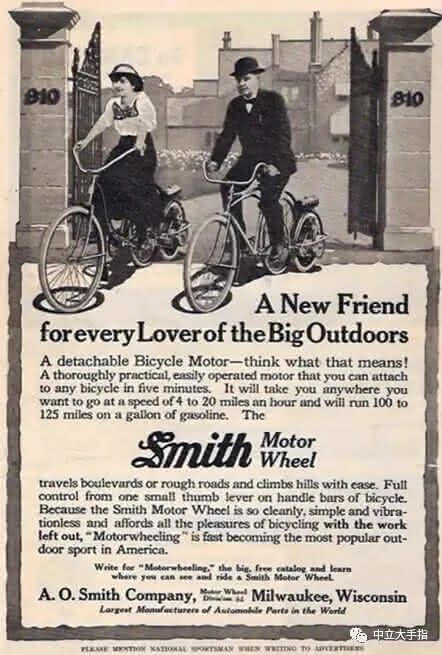 810
810
A New Friend
for every Lover of the Big Outdoors
A detachable Bicycle Motor—think what that means!
A thoroughly practical, easily operated motor that you can attach
to any bicycle in five minutes. It will take you anywhere you
want to go at a speed of 4 to 20 miles an hour and will run 100 to
125 miles on a gallon of gasoline. The
Smith Motor
Wheel
travels boulevards or rough roads and climbs hills with ease. Full
control from one small thumb lever on handle bars of bicycle.
Because the Smith Motor Wheel is so cleanly, simple and vibra-
tionless and affords all the pleasures of bicycling with the work
left out, "Motorwheeling" is fast becoming the most popular out-
door sport in America.
Write for "Motorwheeling," the big, free catalog and learn
where you can see and ride a Smith Motor Wheel.
A. O. Smith Company, Motor Wheel Division Milwaukee, Wisconsin
Largest Manufacturers of Automobile Parts in the World
PLEASE MENTION NATIONAL SPORTSMAN WHEN WRITING TO ADVERTISERS
中立大手指